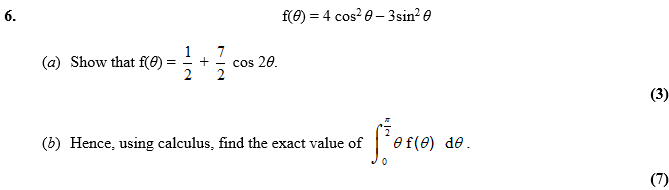 6. f(θ) = 4 cos² θ – 3sin² θ
(a) Show that f(θ) = 1/2 + 7/2 cos 2θ.
(3)
(b) Hence, using calculus, find the exact value of ∫₀^(π/2) θ f(θ) dθ.
(7)